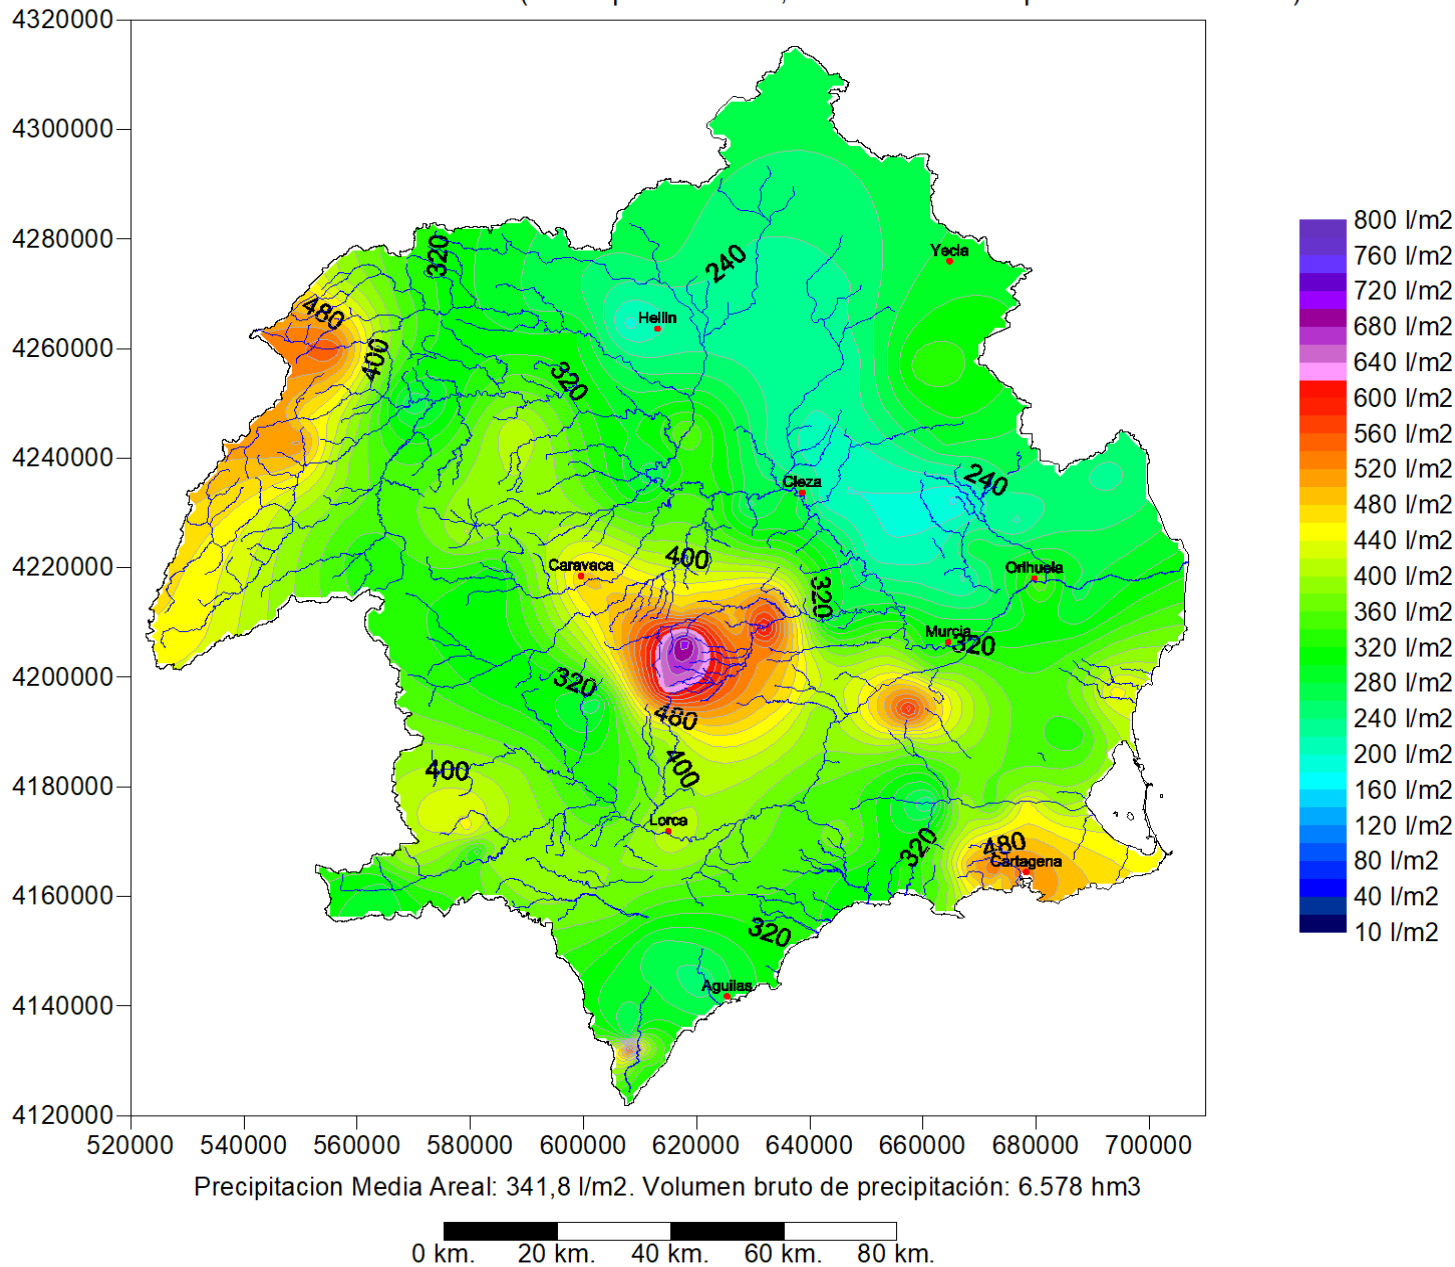 4320000
4300000
4280000
4260000
4240000
4220000
4200000
4180000
4160000
4140000
4120000
520000 540000 560000 580000 600000 620000 640000 660000 680000 700000
320
480
400
240
Yecla
Hellin
320
Cieza
240
400
Caravaca
320
Orihuela
Murcia
320
320
480
400
400
Lorca
320
480
Cartagena
320
Aguilas
800 l/m2
760 l/m2
720 l/m2
680 l/m2
640 l/m2
600 l/m2
560 l/m2
520 l/m2
480 l/m2
440 l/m2
400 l/m2
360 l/m2
320 l/m2
280 l/m2
240 l/m2
200 l/m2
160 l/m2
120 l/m2
80 l/m2
40 l/m2
10 l/m2
Precipitacion Media Areal: 341,8 l/m2. Volumen bruto de precipitación: 6.578 hm3
0 km. 20 km. 40 km. 60 km. 80 km.